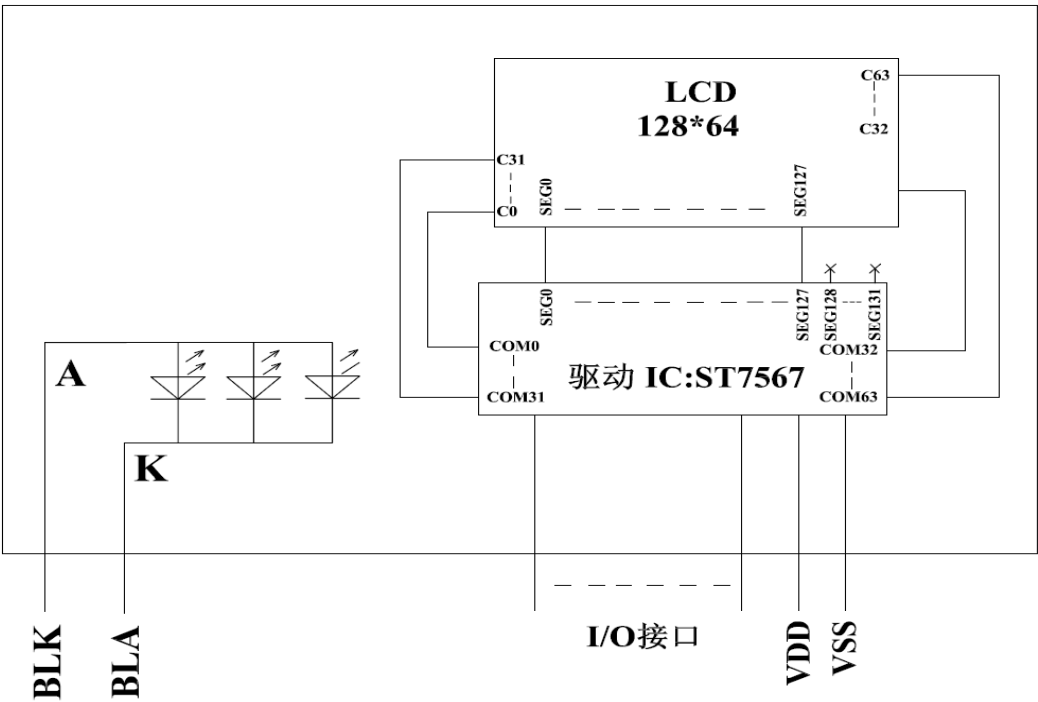 LCD
128*64
C63
C32
C31
C0
SEG0
SEG127
SEG0
SEG127
SEG128
SEG131
COM0
COM31
驱动 IC:ST7567
COM32
COM63
A
K
BLK
BLA
I/O接口
VDD
VSS